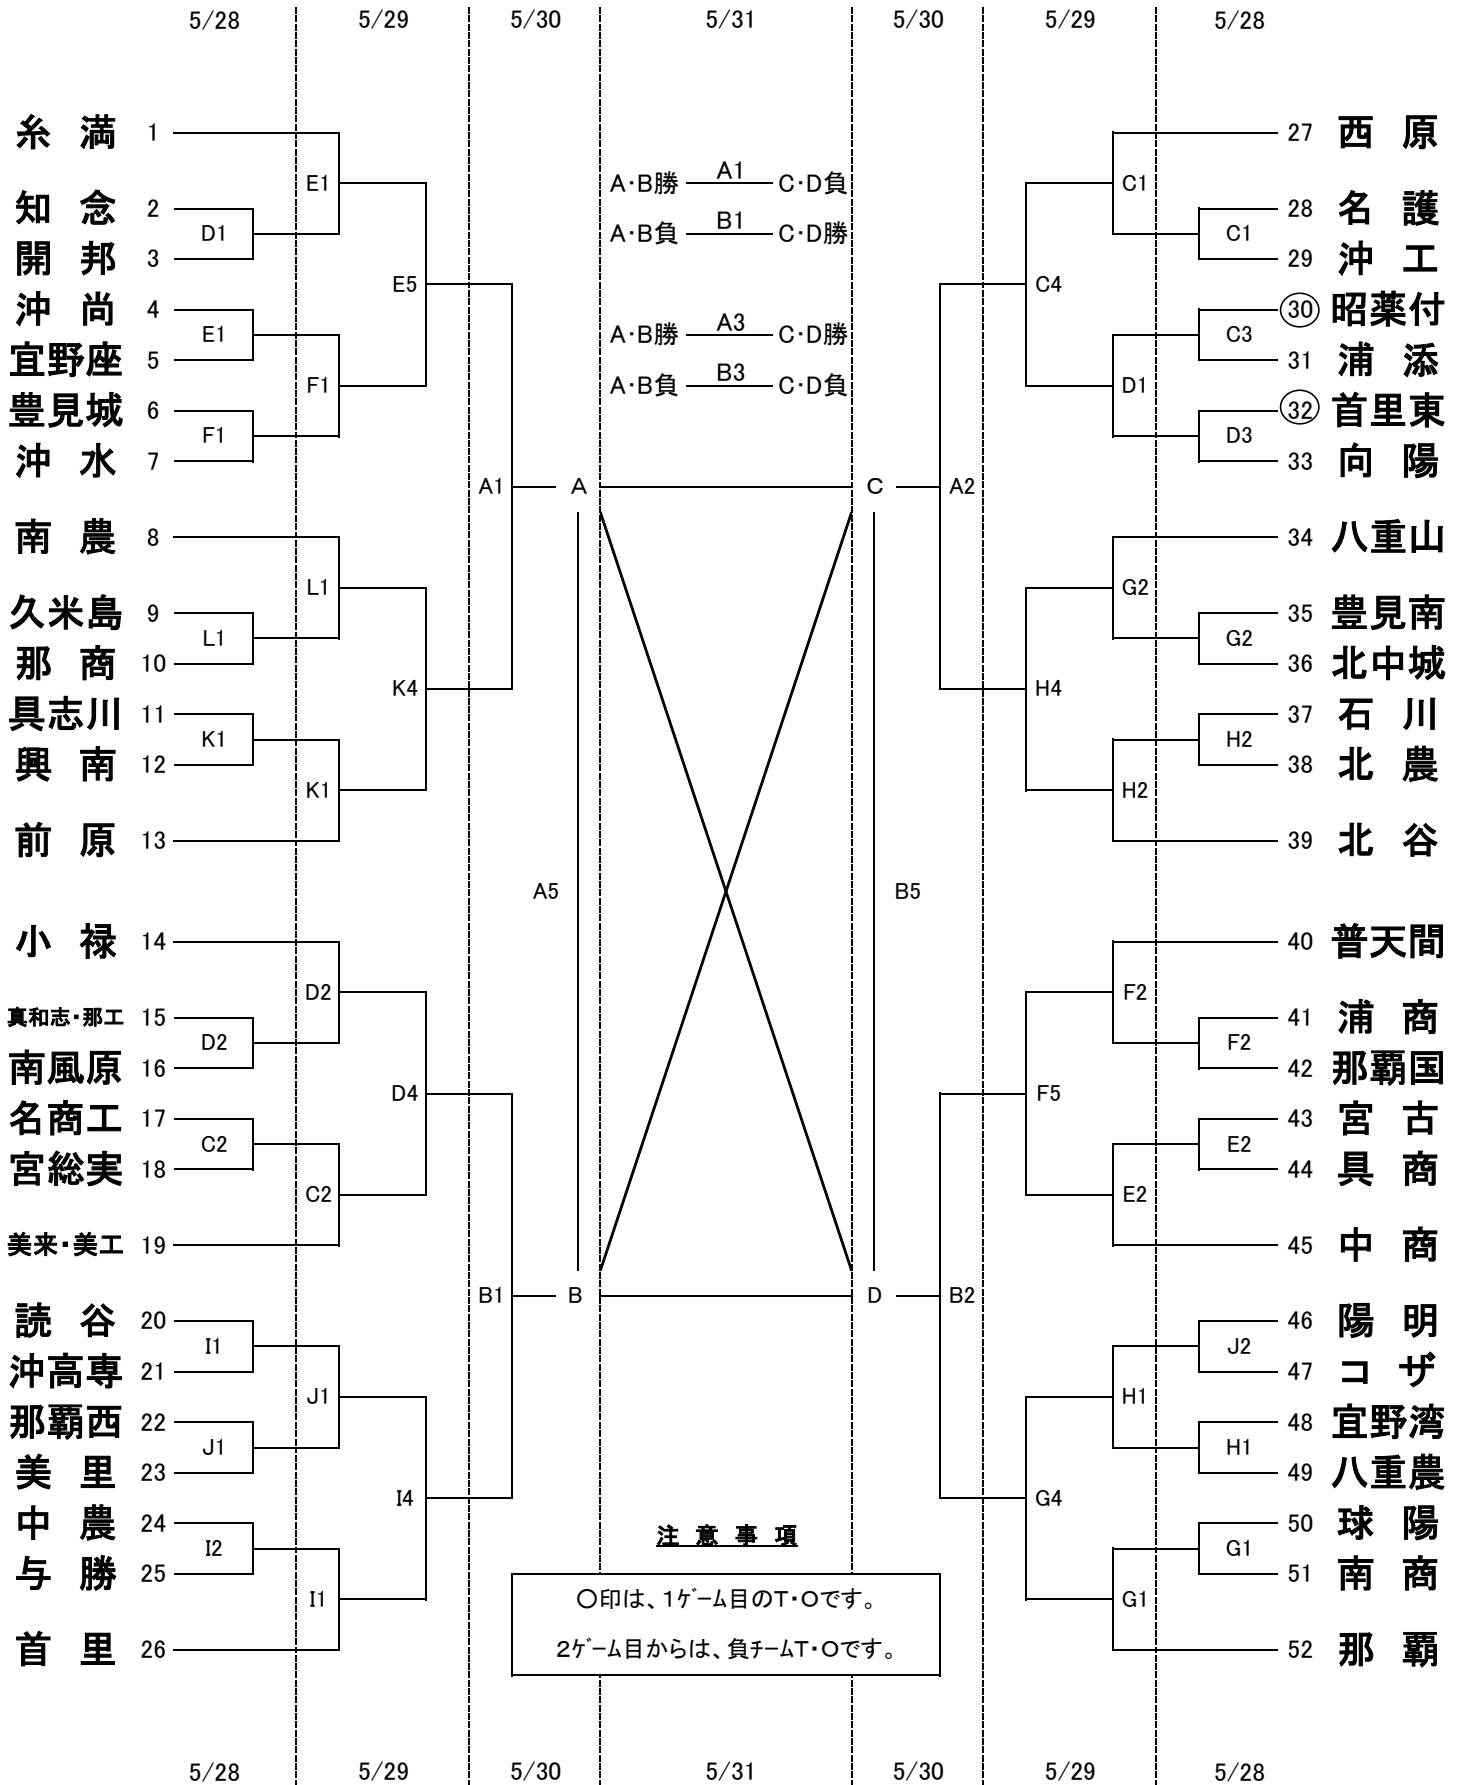 5/28 5/29 5/30 5/31 5/30 5/29 5/28
糸 満 1 27 西 原
E1 A・B勝 A1 C・D負 C1
知 念 2 28 名 護
D1 A・B負 B1 C・D勝 C1
開 邦 3 29 沖 工
E5 C4
沖 尚 4 ㉚ 昭薬付
E1 A・B勝 A3 C・D勝 C3
宜野座 5 31 浦 添
F1 A・B負 B3 C・D負 D1
豊見城 6 ㉜ 首里東
F1 D3
沖 水 7 33 向 陽
A1 A C A2
南 農 8 34 八重山
L1 G2
久米島 9 35 豊見南
L1 G2
那 商 10 36 北中城
K4 H4
具志川 11 37 石 川
K1 H2
興 南 12 38 北 農
K1 H2
前 原 13 39 北 谷
A5 B5
小 禄 14 40 普天間
D2 F2
真和志・那工 15 41 浦 商
D2 F2
南風原 16 42 那覇国
D4 F5
名商工 17 43 宮 古
C2 E2
宮総実 18 44 具 商
C2 E2
美来・美工 19 45 中 商
B1 B D B2
読 谷 20 46 陽 明
I1 J2
沖高専 21 47 コ ザ
J1 H1
那覇西 22 48 宜野湾
J1 H1
美 里 23 49 八重農
I4 G4
中 農 24 50 球 陽
注 意 事 項
I2 G1
与 勝 25 51 南 商
I1 〇印は、1ｹﾞｰﾑ目のT・Oです。 G1
首 里 26 2ｹﾞｰﾑ目からは、負ﾁｰﾑT・Oです。 52 那 覇
5/28 5/29 5/30 5/31 5/30 5/29 5/28